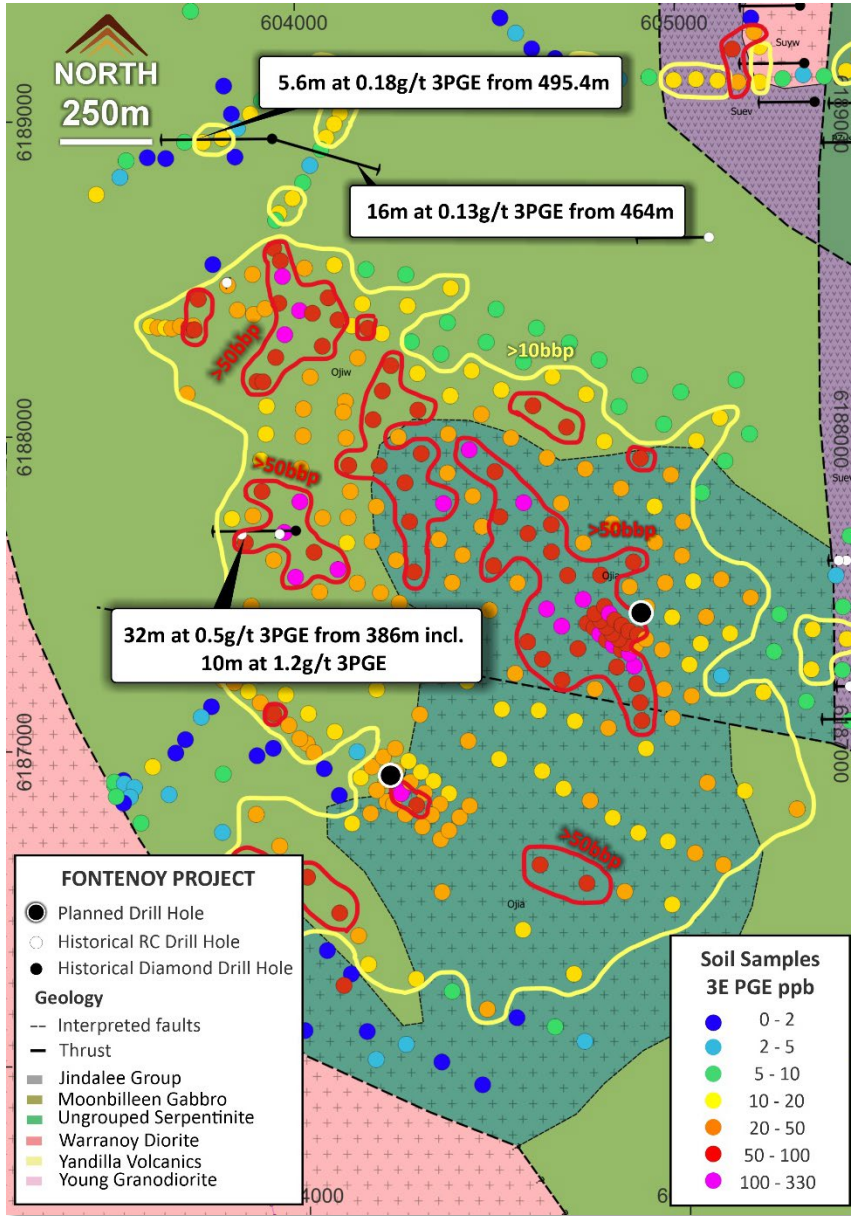 604000
605000
Suyw
NORTH
250m
5.6m at 0.18g/t 3PGE from 495.4m
Suev
6189000
6189000
16m at 0.13g/t 3PGE from 464m
>50bbp
Ojiw
>10bbp
6188000
6188000
>50bbp
Suev
>50bbp
Ojia
32m at 0.5g/t 3PGE from 386m incl.
10m at 1.2g/t 3PGE
6187000
6187000
>50bbp
Ojia
FONTENOY PROJECT
Planned Drill Hole
Historical RC Drill Hole
Historical Diamond Drill Hole
Geology
Interpreted faults
Thrust
Jindalee Group
Moonbilleen Gabbro
Ungrouped Serpentinite
Warranoy Diorite
Yandilla Volcanics
Young Granodiorite
Soil Samples
3E PGE ppb
0 - 2
2 - 5
5 - 10
10 - 20
20 - 50
50 - 100
100 - 330